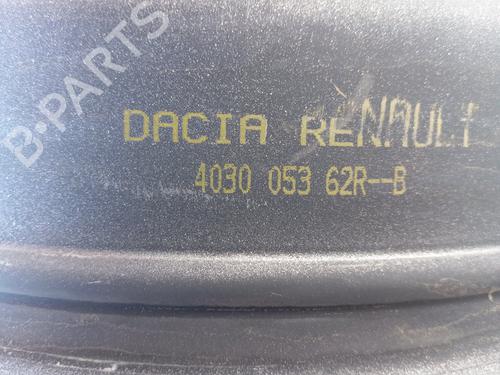 B-PARTS
DACIA RENAULT
4030 053 62R--B